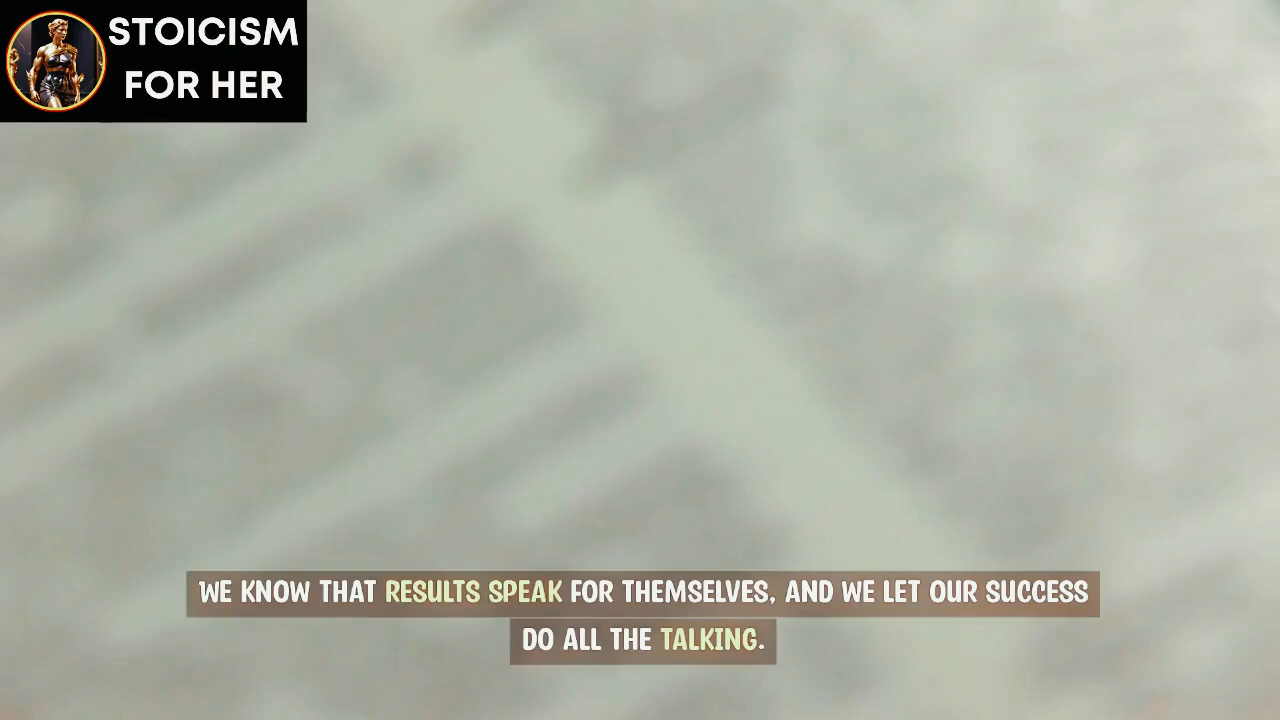 STOICISM
FOR HER
WE KNOW THAT RESULTS SPEAK FOR THEMSELVES, AND WE LET OUR SUCCESS
DO ALL THE TALKING.